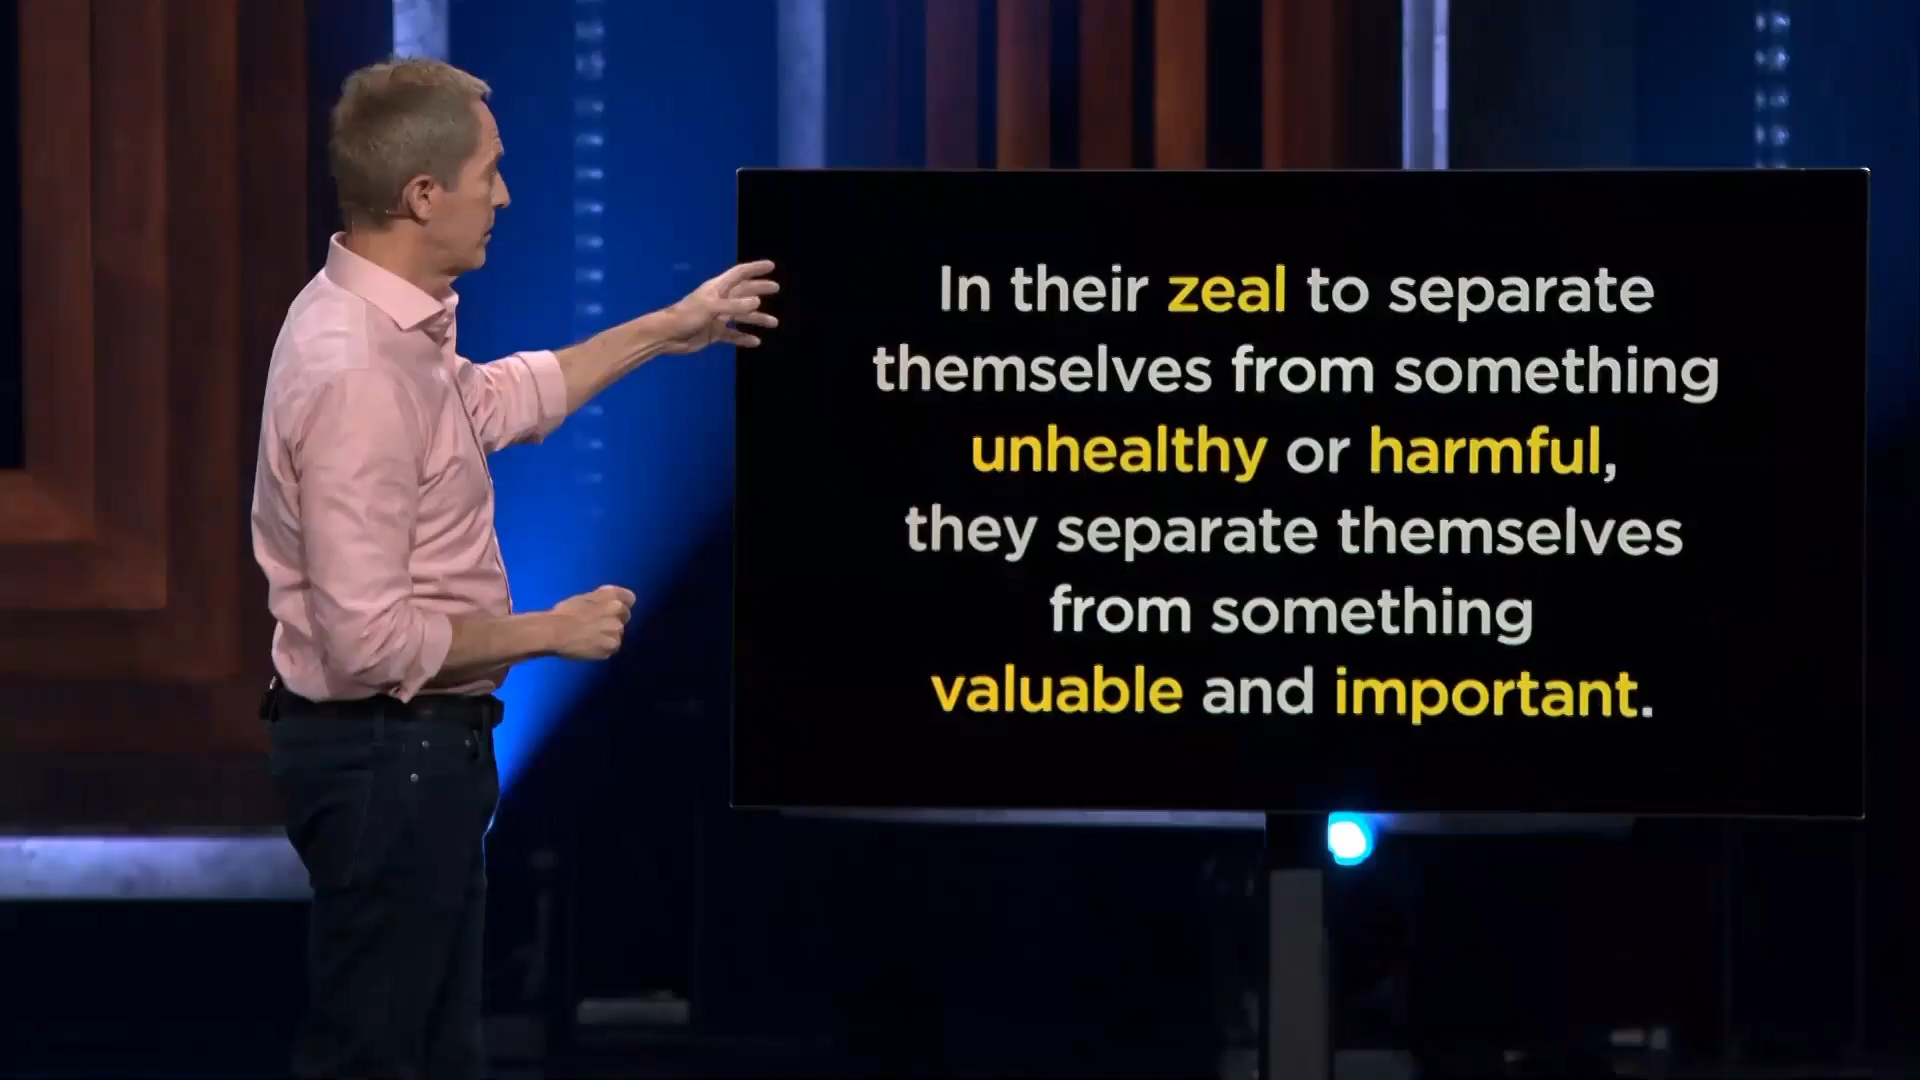 In their zeal to separate
themselves from something
unhealthy or harmful,
they separate themselves
from something
valuable and important.